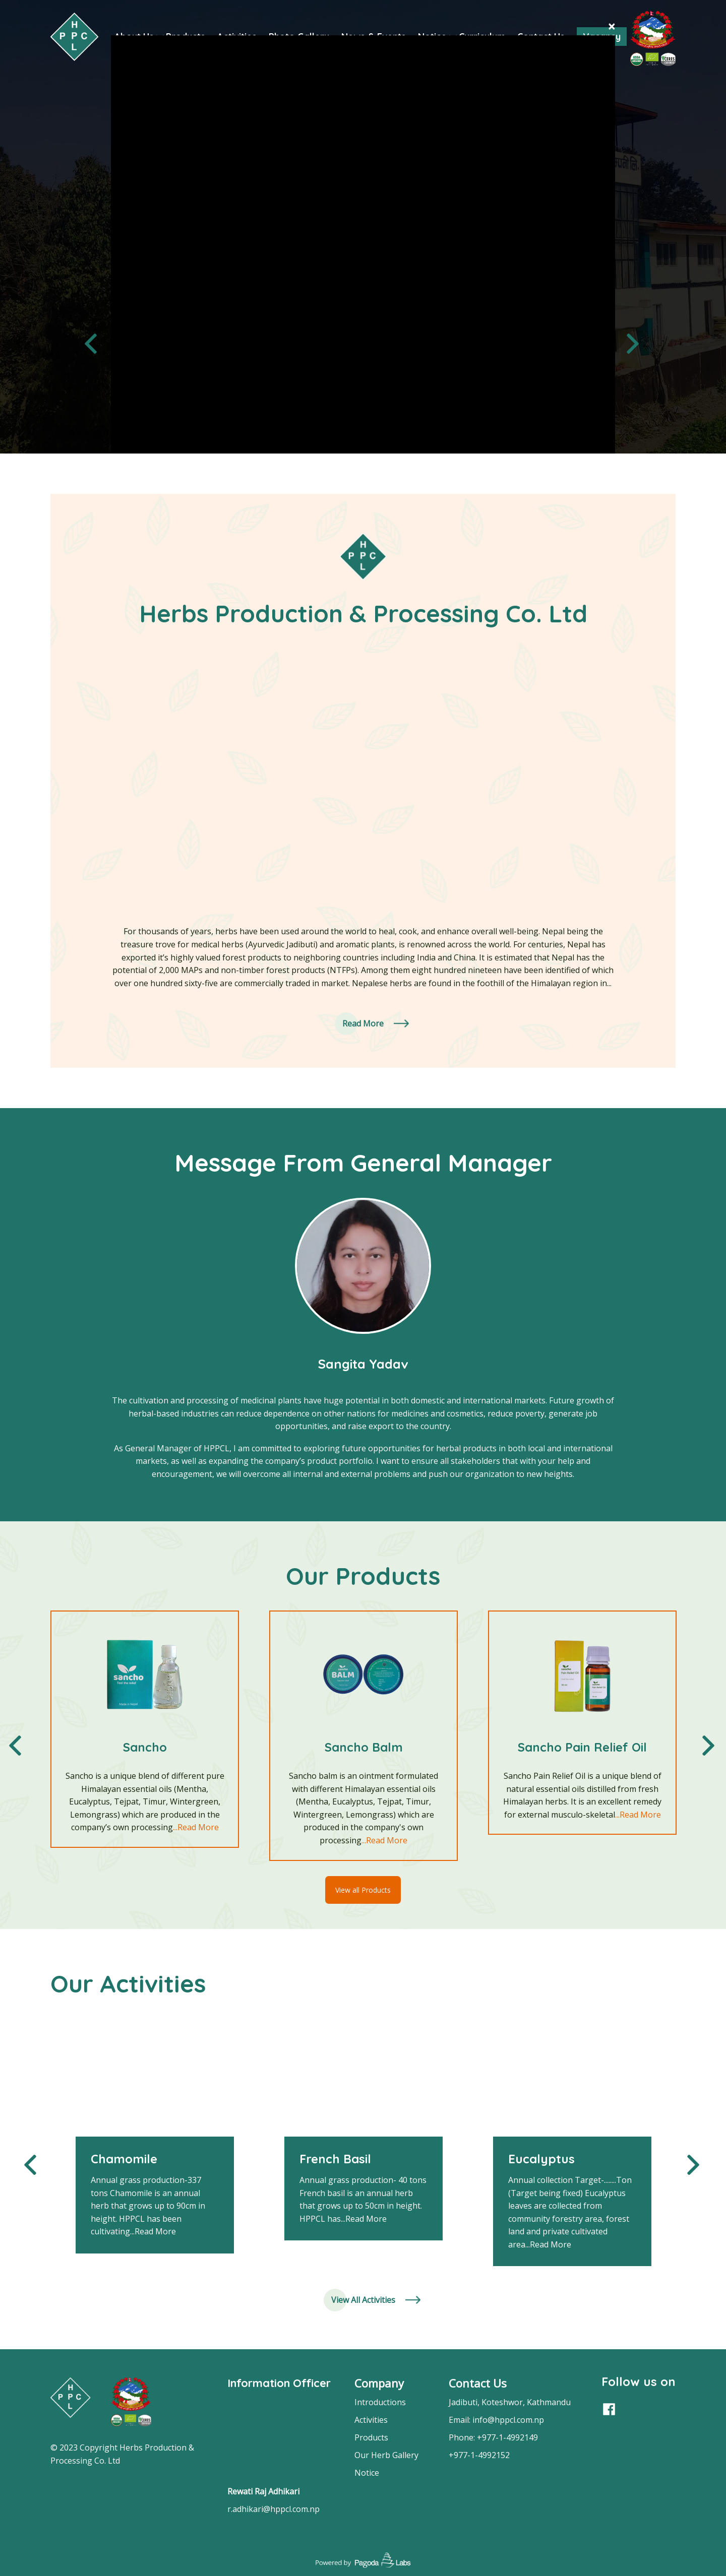 H
P P C
L
×
Herbs Production & Processing Co. Ltd
For thousands of years, herbs have been used around the world to heal, cook, and enhance overall well-being. Nepal being the
treasure trove for medical herbs (Ayurvedic Jadibuti) and aromatic plants, is renowned across the world. For centuries, Nepal has
exported it's highly valued forest products to neighboring countries including India and China. It is estimated that Nepal has the
potential of 2,000 MAPs and non-timber forest products (NTFPs). Among them eight hundred nineteen have been identified of which
over one hundred sixty-five are commercially traded in market. Nepalese herbs are found in the foothill of the Himalayan region in...
Read More
Message From General Manager
Sangita Yadav
The cultivation and processing of medicinal plants have huge potential in both domestic and international markets. Future growth of
herbal-based industries can reduce dependence on other nations for medicines and cosmetics, reduce poverty, generate job
opportunities, and raise export to the country.
As General Manager of HPPCL, I am committed to exploring future opportunities for herbal products in both local and international
markets, as well as expanding the company's product portfolio. I want to ensure all stakeholders that with your help and
encouragement, we will overcome all internal and external problems and push our organization to new heights.
Our Products
sancho
Sancho
Sancho is a unique blend of different pure
Himalayan essential oils (Mentha,
Eucalyptus, Tejpat, Timur, Wintergreen,
Lemongrass) which are produced in the
company's own processing...Read More
BALM
Sancho Balm
Sancho balm is an ointment formulated
with different Himalayan essential oils
(Mentha, Eucalyptus, Tejpat, Timur,
Wintergreen, Lemongrass) which are
produced in the company's own
processing...Read More
Sancho Pain Relief Oil
Sancho Pain Relief Oil is a unique blend of
natural essential oils distilled from fresh
Himalayan herbs. It is an excellent remedy
for external musculo-skeletal...Read More
View all Products
Our Activities
Chamomile
Annual grass production-337
tons Chamomile is an annual
herb that grows up to 90cm in
height. HPPCL has been
cultivating...Read More
French Basil
Annual grass production- 40 tons
French basil is an annual herb
that grows up to 50cm in height.
HPPCL has...Read More
Eucalyptus
Annual collection Target-.......Ton
(Target being fixed) Eucalyptus
leaves are collected from
community forestry area, forest
land and private cultivated
area...Read More
View All Activities
© 2023 Copyright Herbs Production &
Processing Co. Ltd
Information Officer
Rewati Raj Adhikari
r.adhikari@hppcl.com.np
Company
Introductions
Activities
Products
Our Herb Gallery
Notice
Contact Us
Jadibuti, Koteshwor, Kathmandu
Email: info@hppcl.com.np
Phone: +977-1-4992149
+977-1-4992152
Follow us on
Powered by Pagoda Labs